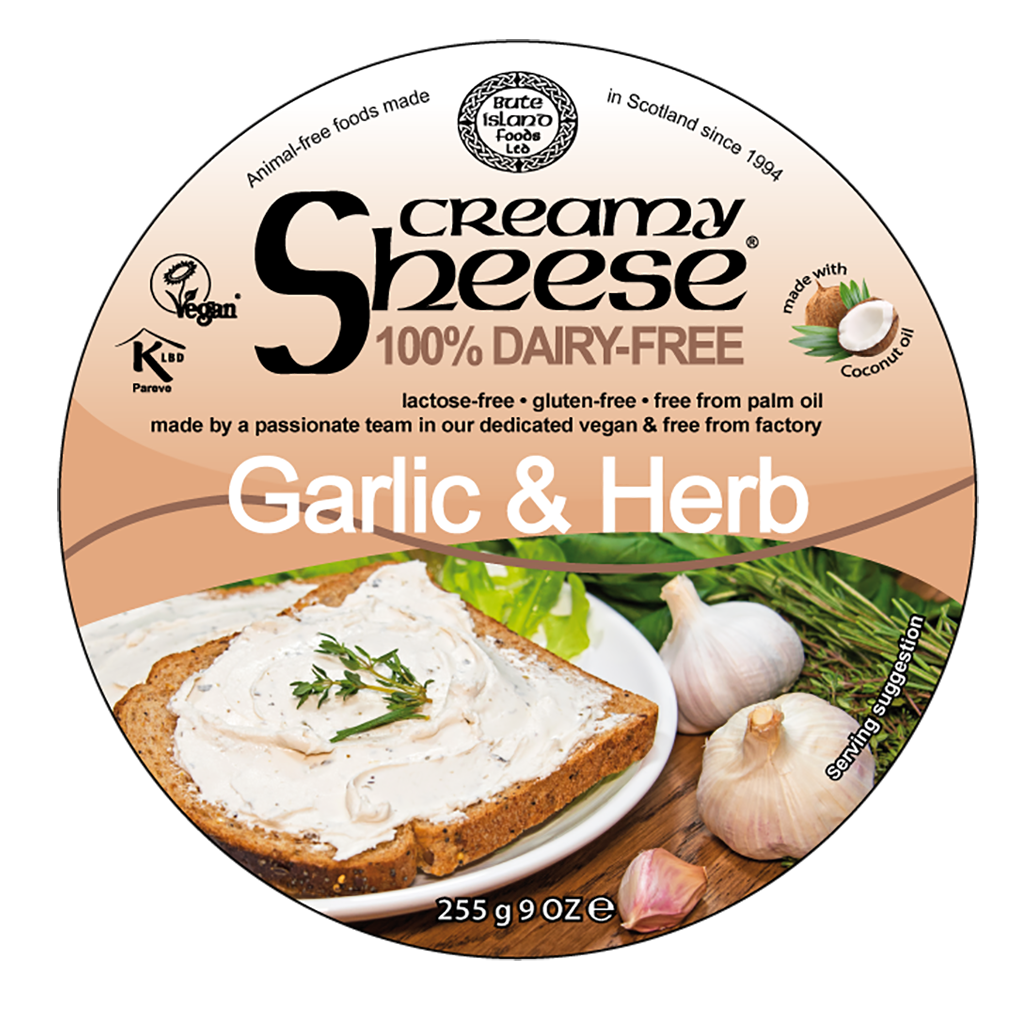 Animal-free foods made
in Scotland since 1994
Bute
Island
Foods
Ltd
creamy
Sheese®
100% DAIRY-FREE
Vegan
K LBD
Pareve
made with
Coconut oil
lactose-free • gluten-free • free from palm oil
made by a passionate team in our dedicated vegan & free from factory
Garlic & Herb
Serving suggestion
255 g 9 OZ ℮